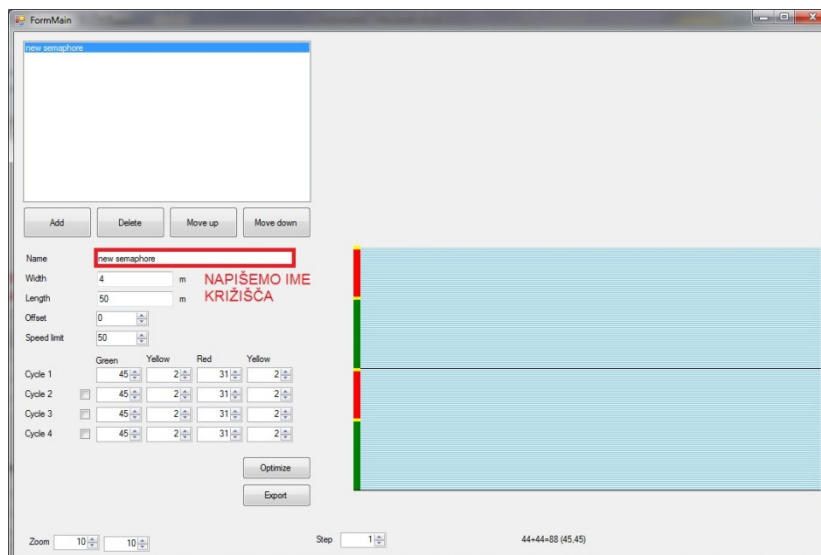 FormMain
new semaphore
Add Delete Move up Move down
Name new semaphore
Width 4 m NAPIŠEMO IME
Length 50 m KRIŽIŠČA
Offset 0
Speed limit 50
Green Yellow Red Yellow
Cycle 1 45 2 31 2
Cycle 2 45 2 31 2
Cycle 3 45 2 31 2
Cycle 4 45 2 31 2
Optimize
Export
Zoom 10 10 Step 1 44+44=88 (45,45)